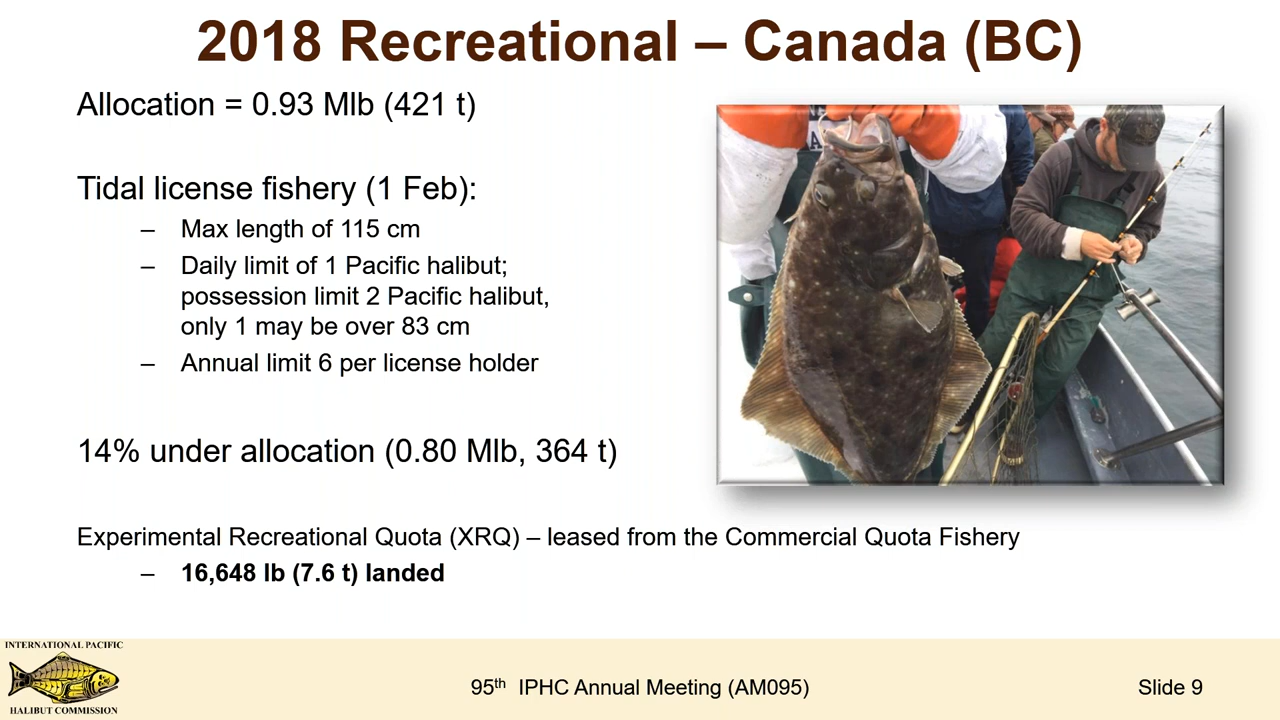 2018 Recreational – Canada (BC)
Allocation = 0.93 Mlb (421 t)
Tidal license fishery (1 Feb):
– Max length of 115 cm
– Daily limit of 1 Pacific halibut;
possession limit 2 Pacific halibut,
only 1 may be over 83 cm
– Annual limit 6 per license holder
14% under allocation (0.80 Mlb, 364 t)
Experimental Recreational Quota (XRQ) – leased from the Commercial Quota Fishery
– 16,648 lb (7.6 t) landed
INTERNATIONAL PACIFIC
HALIBUT COMMISSION
95th IPHC Annual Meeting (AM095)
Slide 9